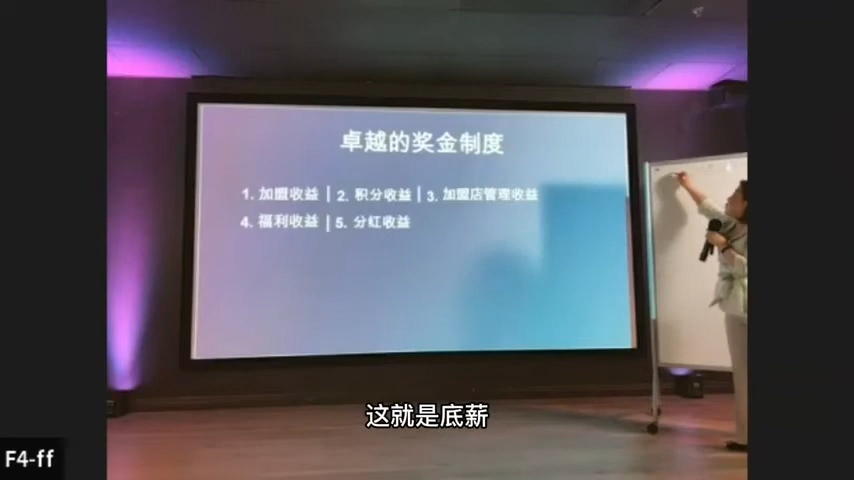 卓越的奖金制度
1. 加盟收益 | 2. 积分收益 | 3. 加盟店管理收益
4. 福利收益 | 5. 分红收益
这就是底薪
F4-ff